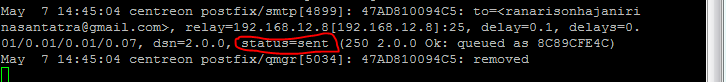 May  7 14:45:04 centreon postfix/smtp[4899]: 47AD810094C5: to=<ranarisonhajaniri
nasantatra@gmail.com>, relay=192.168.12.8[192.168.12.8]:25, delay=0.1, delays=0.
01/0.01/0.01/0.07, dsn=2.0.0, status=sent (250 2.0.0 Ok: queued as 8C89CFE4C)
May  7 14:45:04 centreon postfix/qmgr[5034]: 47AD810094C5: removed